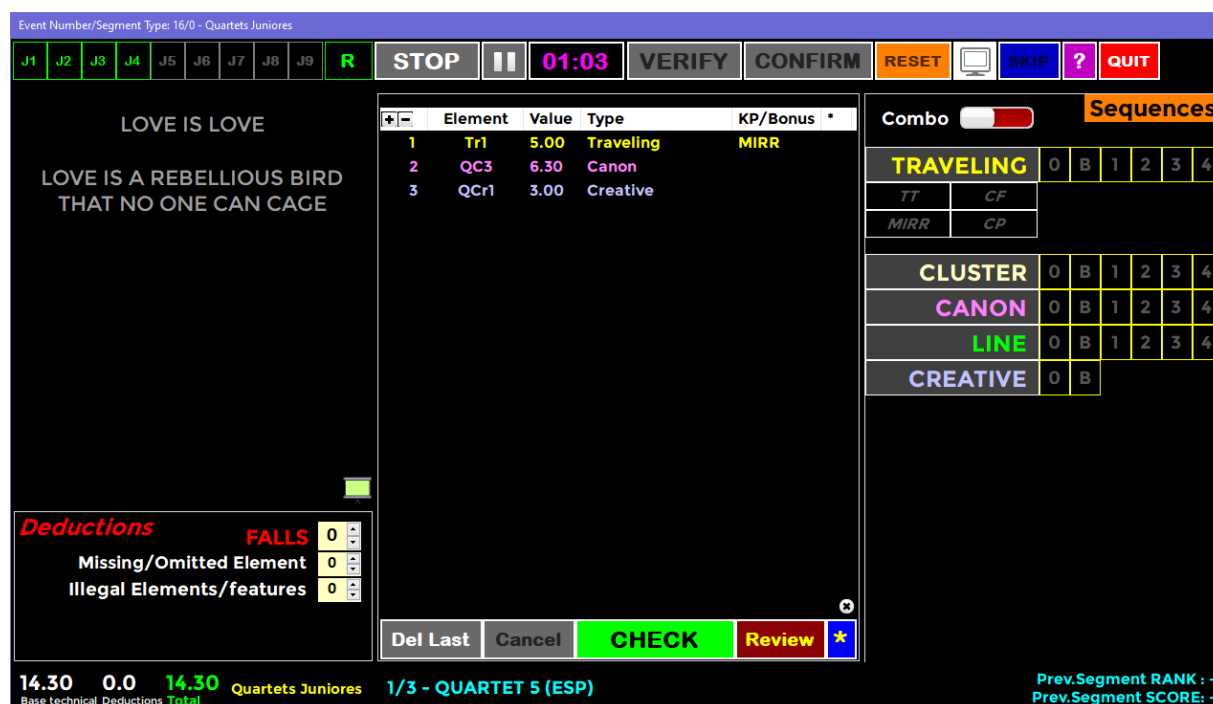 Event Number/Segment Type: 16/0 - Quartets Juniores
J1 J2 J3 J4 J5 J6 J7 J8 J9 R STOP 01:03 VERIFY CONFIRM RESET SKIP ? QUIT
LOVE IS LOVE
LOVE IS A REBELLIOUS BIRD
THAT NO ONE CAN CAGE
+ - Element Value Type KP/Bonus *
1 Tr1 5.00 Traveling MIRR
2 QC3 6.30 Canon
3 QCr1 3.00 Creative
Combo Sequences
TRAVELING 0 B 1 2 3 4
TT CF
MIRR CP
CLUSTER 0 B 1 2 3 4
CANON 0 B 1 2 3 4
LINE 0 B 1 2 3 4
CREATIVE 0 B
Deductions
FALLS 0
Missing/Omitted Element 0
Illegal Elements/features 0
Del Last Cancel CHECK Review *
14.30 0.0 14.30 Quartets Juniores 1/3 - QUARTET 5 (ESP)
Base technical Deductions Total
Prev.Segment RANK : -
Prev.Segment SCORE: -